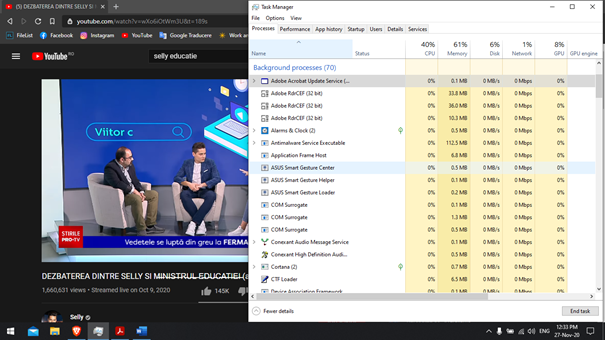 (5) DEZBATEREA DINTRE SELLY SI M
youtube.com/watch?v=wXo6iOtWm3U&t=189s
FileList Facebook Instagram YouTube Google Traducere
YouTube RO
selly educatie
Viitor c
ȘTIRILE PRO•TV
Vedetele se luptă din greu la FERMA
DEZBATEREA DINTRE SELLY SI MINISTRUL EDUCATIEI (a
1,660,631 views • Streamed live on Oct 9, 2020
145K
Selly
Task Manager
File Options View
Processes Performance App history Startup Users Details Services
40% 61% 6% 1% 8%
Name Status CPU Memory Disk Network GPU GPU engine
Background processes (70)
Adobe Acrobat Update Service (... 0% 0.1 MB 0 MB/s 0 Mbps 0%
Adobe RdrCEF (32 bit) 0% 33.8 MB 0 MB/s 0 Mbps 0%
Adobe RdrCEF (32 bit) 0% 36.0 MB 0 MB/s 0 Mbps 0%
Adobe RdrCEF (32 bit) 0% 10.3 MB 0 MB/s 0 Mbps 0%
Alarms & Clock (2) 0% 0.5 MB 0 MB/s 0 Mbps 0%
Antimalware Service Executable 0% 112.5 MB 0 MB/s 0 Mbps 0%
Application Frame Host 0% 6.8 MB 0 MB/s 0 Mbps 0%
ASUS Smart Gesture Center 0% 0.5 MB 0 MB/s 0 Mbps 0%
ASUS Smart Gesture Helper 0% 0.1 MB 0 MB/s 0 Mbps 0%
ASUS Smart Gesture Loader 0% 0.2 MB 0 MB/s 0 Mbps 0%
COM Surrogate 0% 0.1 MB 0 MB/s 0 Mbps 0%
COM Surrogate 0% 1.3 MB 0 MB/s 0 Mbps 0%
COM Surrogate 0% 0.5 MB 0 MB/s 0 Mbps 0%
Conexant Audio Message Service 0% 0.1 MB 0 MB/s 0 Mbps 0%
Conexant High Definition Audi... 0% 0.5 MB 0 MB/s 0 Mbps 0%
Cortana (2) 0% 0.7 MB 0 MB/s 0 Mbps 0%
CTF Loader 0% 6.5 MB 0 MB/s 0 Mbps 0%
Device Association Framework 0% 0.1 MB 0 MB/s 0 Mbps 0%
Fewer details
End task
ENG
12:33 PM
27-Nov-20